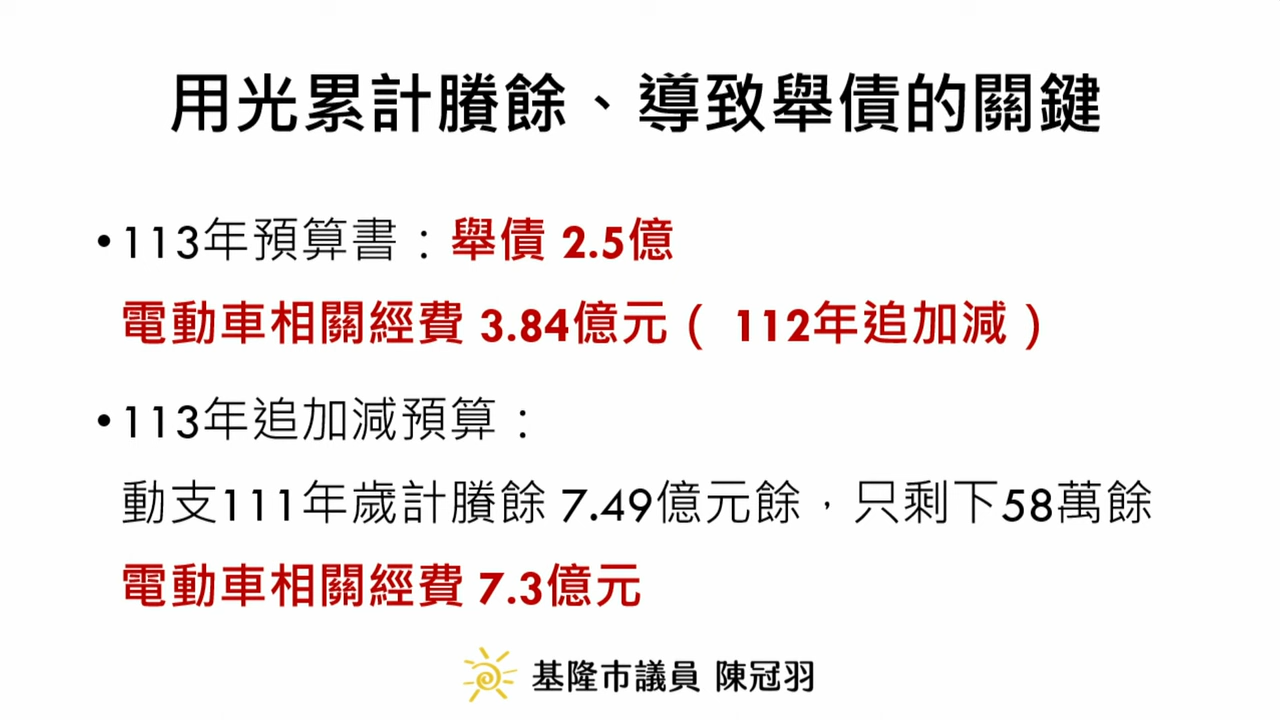 用光累計賸餘、導致舉債的關鍵
•113年預算書：舉債 2.5億
電動車相關經費 3.84億元（ 112年追加減）
•113年追加減預算：
動支111年歲計賸餘 7.49億元餘，只剩下58萬餘
電動車相關經費 7.3億元
基隆市議員 陳冠羽